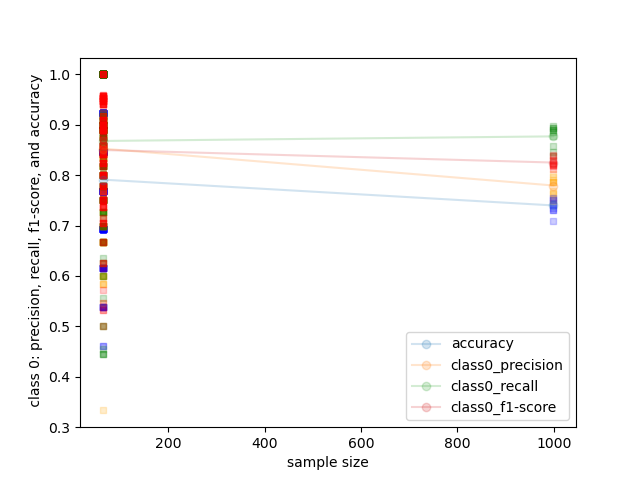 class 0: precision, recall, f1-score, and accuracy
1.0
0.9
0.8
0.7
0.6
0.5
0.4
0.3
200
400
600
800
1000
sample size
accuracy
class0_precision
class0_recall
class0_f1-score